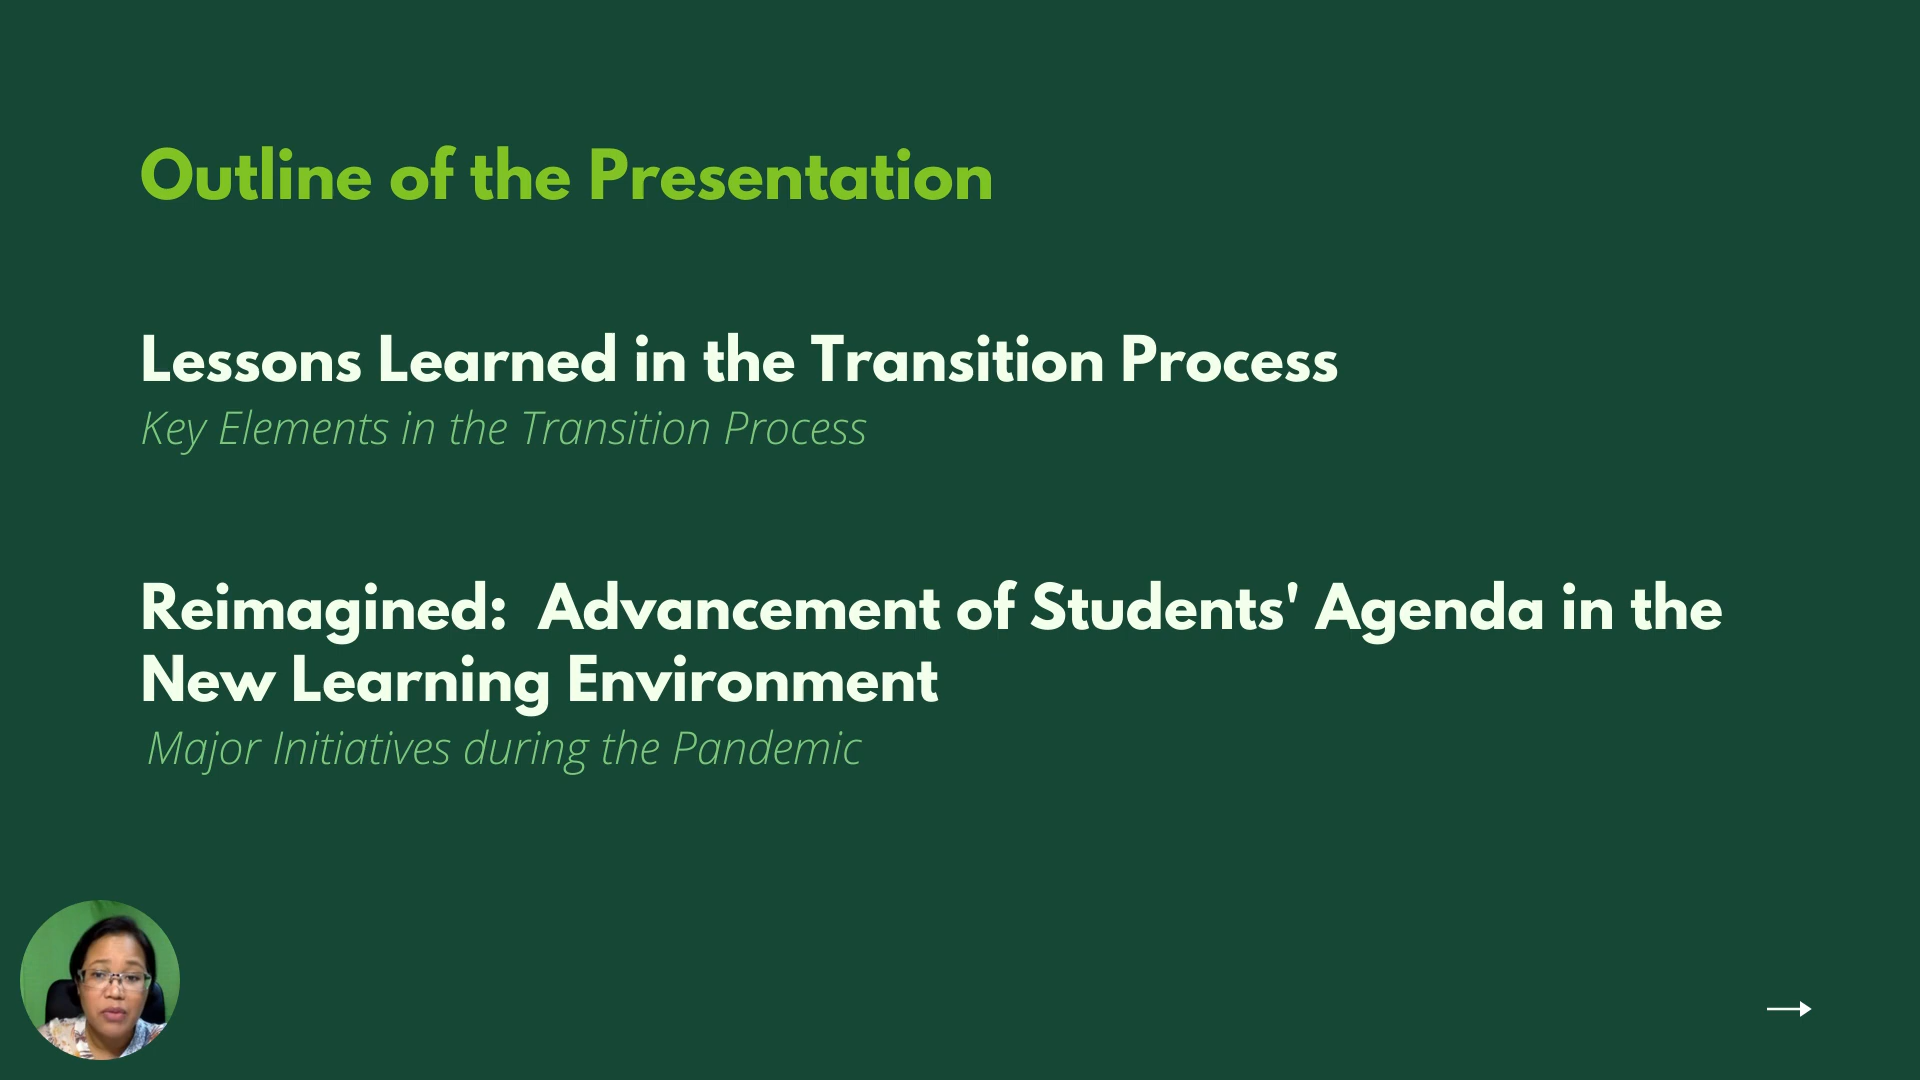 Outline of the Presentation
Lessons Learned in the Transition Process
Key Elements in the Transition Process
Reimagined:  Advancement of Students' Agenda in the
New Learning Environment
Major Initiatives during the Pandemic